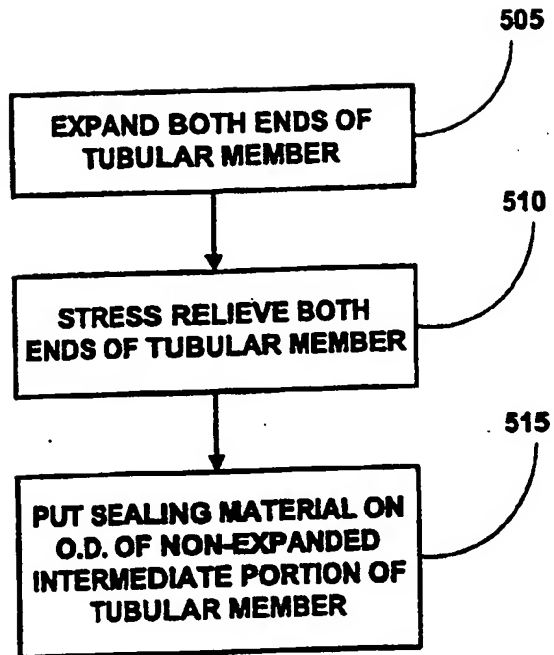 505
EXPAND BOTH ENDS OF
TUBULAR MEMBER
510
STRESS RELIEVE BOTH
ENDS OF TUBULAR MEMBER
515
PUT SEALING MATERIAL ON
O.D. OF NON-EXPANDED
INTERMEDIATE PORTION OF
TUBULAR MEMBER